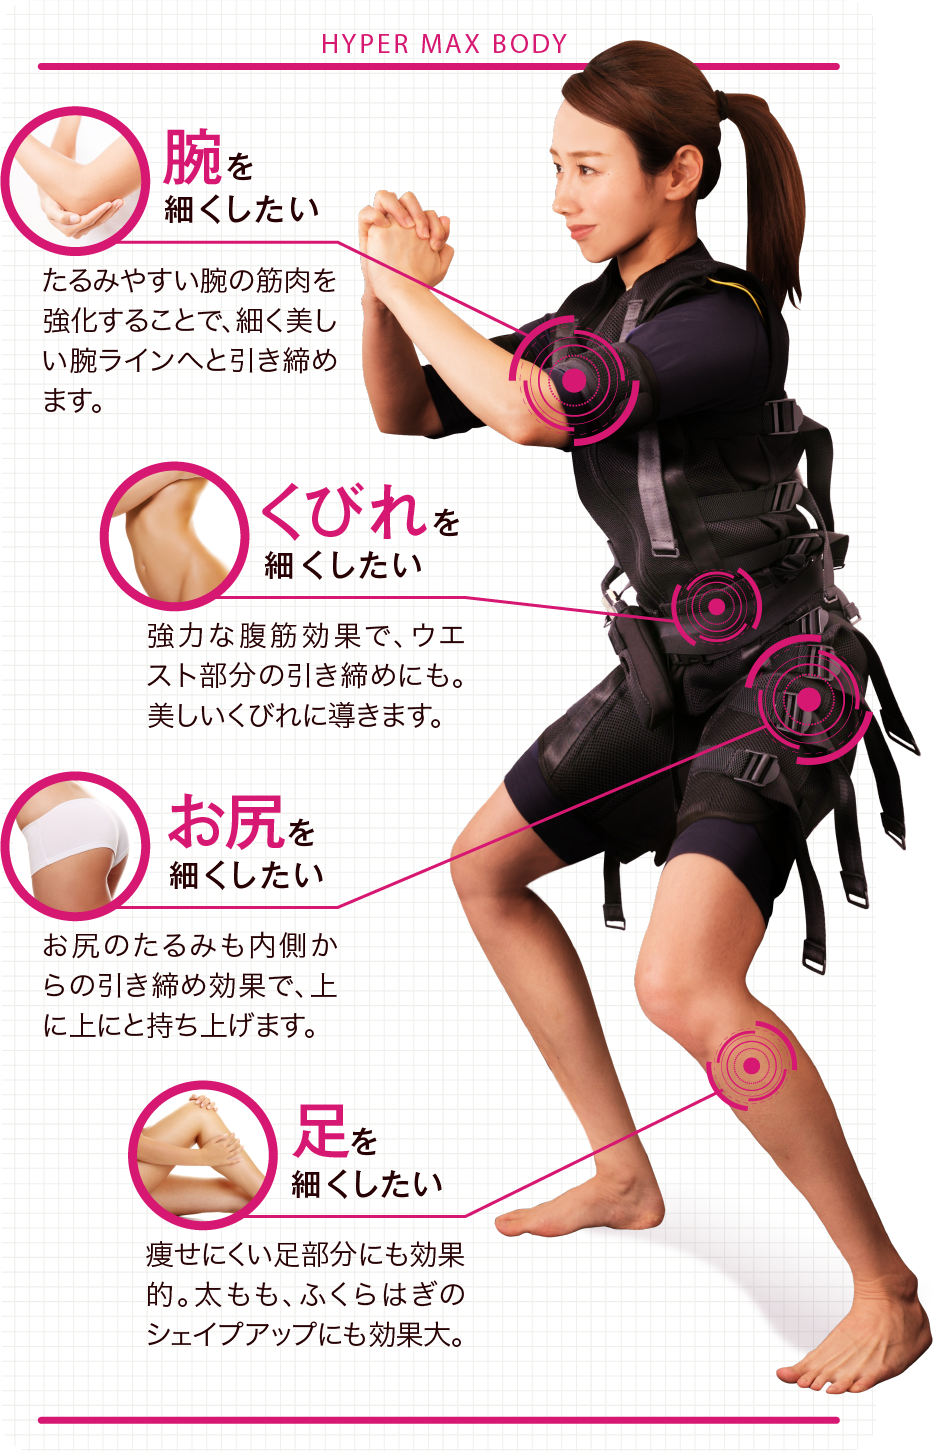 HYPER MAX BODY
腕を
細くしたい
たるみやすい腕の筋肉を
強化することで、細く美し
い腕ラインへと引き締め
ます。
くびれを
細くしたい
強力な腹筋効果で、ウエ
スト部分の引き締めにも。
美しいくびれに導きます。
お尻を
細くしたい
お尻のたるみも内側か
らの引き締め効果で、上
に上にと持ち上げます。
足を
細くしたい
痩せにくい足部分にも効果
的。太もも、ふくらはぎの
シェイプアップにも効果大。